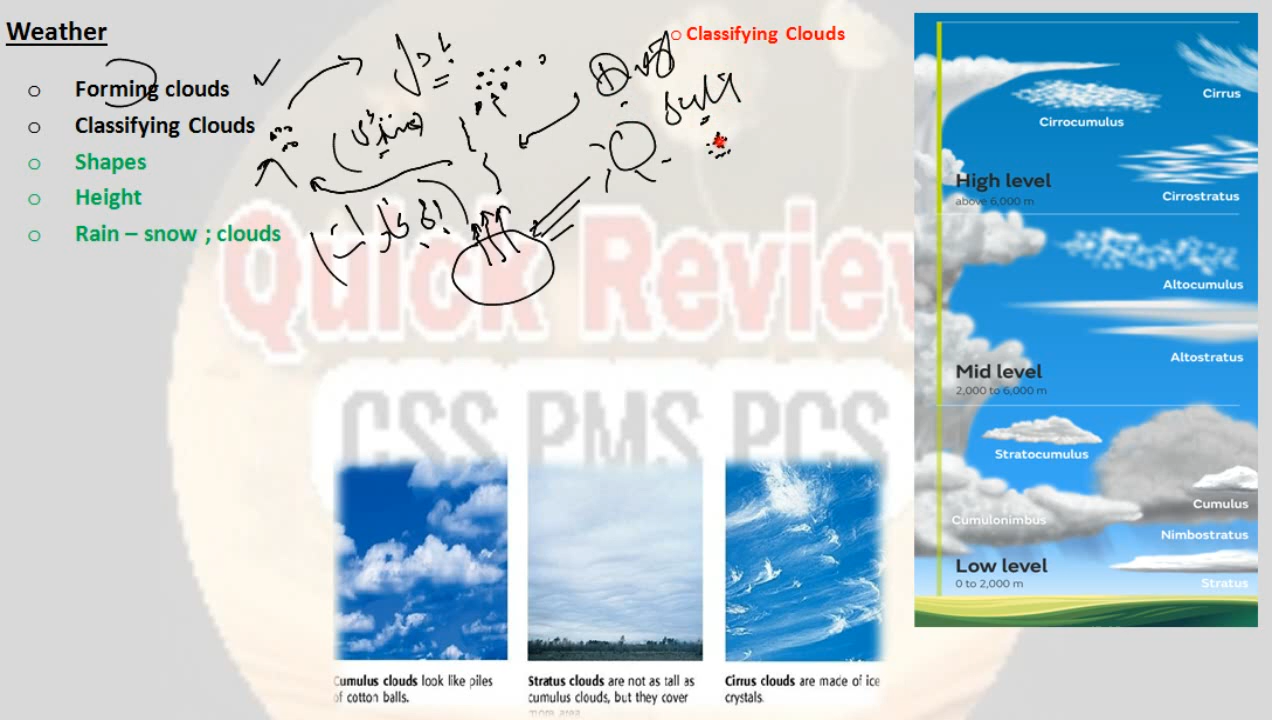 Weather
o Forming clouds
o Classifying Clouds
o Shapes
o Height
o Rain – snow ; clouds
بادل
o Classifying Clouds
Quick Review
CSS PMS PCS
Cumulus clouds look like piles
of cotton balls.
Stratus clouds are not as tall as
cumulus clouds, but they cover
more area
Cirrus clouds are made of ice
crystals.
Cirrus
Cirrocumulus
High level
above 6,000 m
Cirrostratus
Altocumulus
Altostratus
Mid level
2,000 to 6,000 m
Stratocumulus
Cumulus
Cumulonimbus
Nimbostratus
Low level
0 to 2,000 m
Stratus